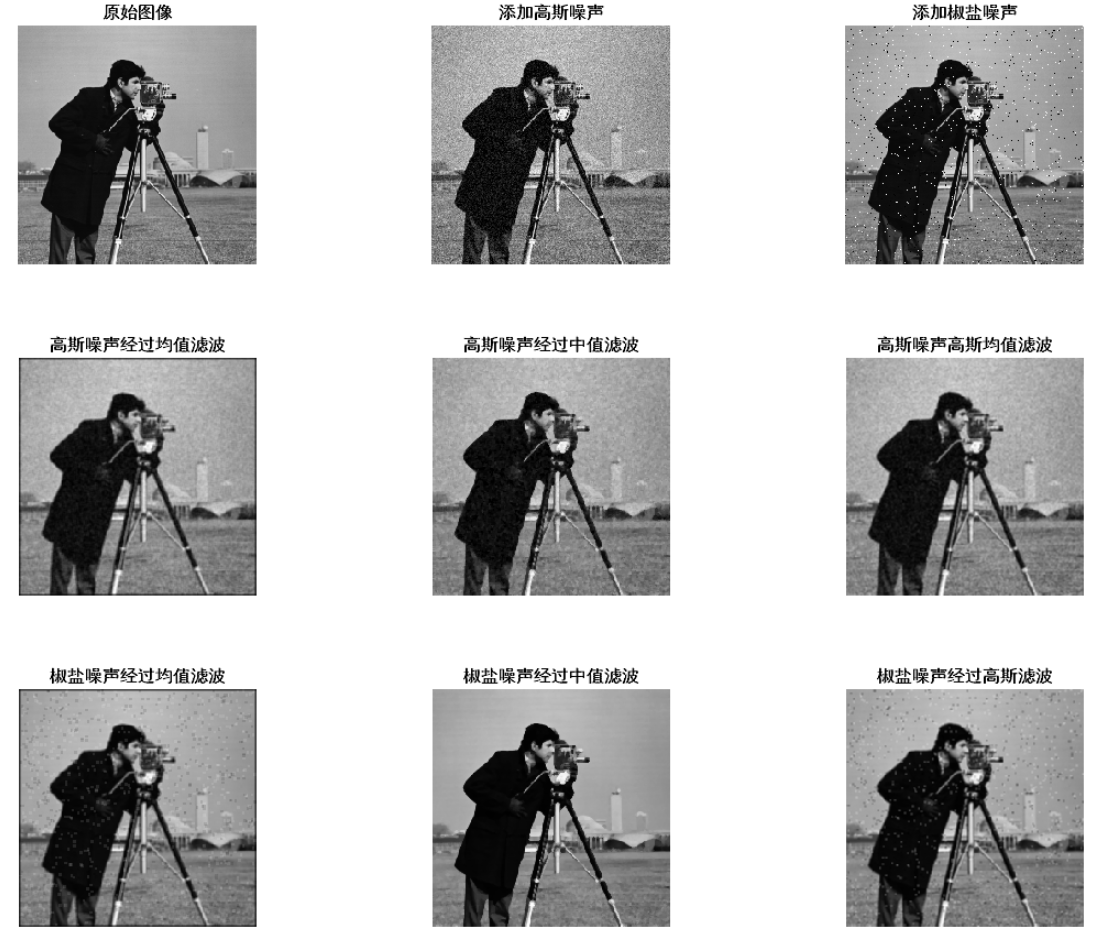 原始图像
添加高斯噪声
添加椒盐噪声
高斯噪声经过均值滤波
高斯噪声经过中值滤波
高斯噪声高斯均值滤波
椒盐噪声经过均值滤波
椒盐噪声经过中值滤波
椒盐噪声经过高斯滤波